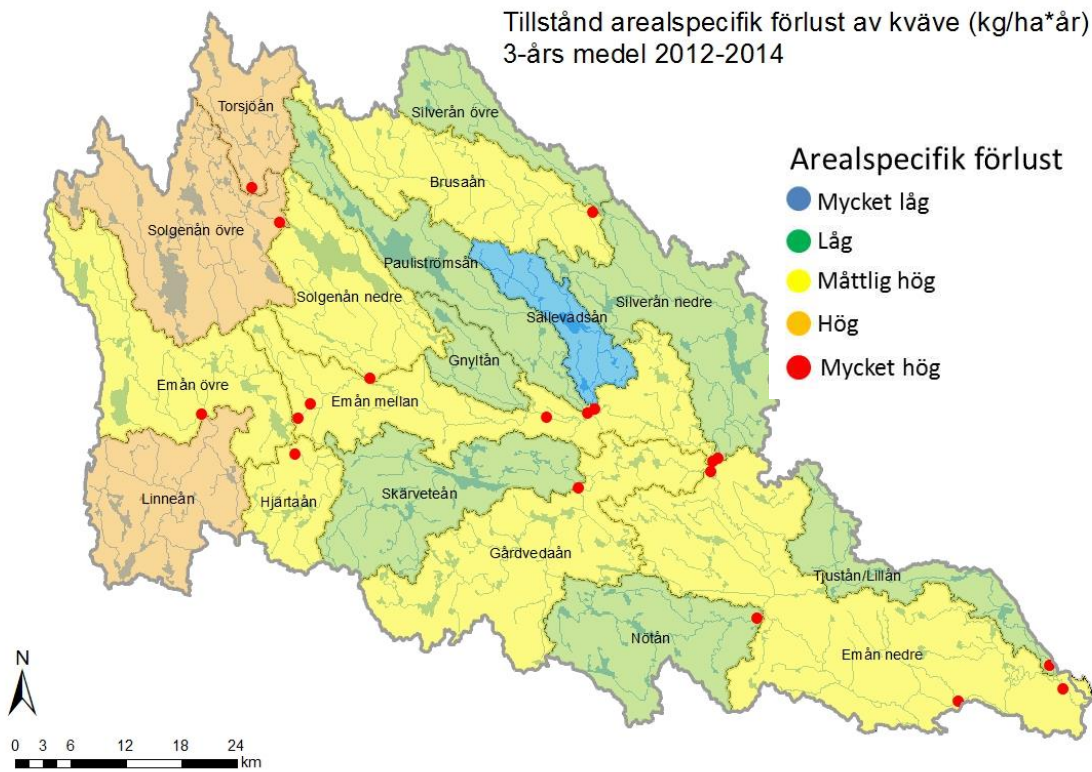 Tillstånd arealspecifik förlust av kväve (kg/ha*år)
3-års medel 2012-2014
Torsjöån
Silverån övre
Brusaån
Arealspecifik förlust
Mycket låg
Låg
Måttlig hög
Hög
Mycket hög
Solgenån övre
Pauliströmsån
Solgenån nedre
Silverån nedre
Sällevadsån
Gnyltån
Emån övre
Emån mellan
Linneån
Hjärtaån
Skärveteån
Gårdvedaån
Tjustån/Lillån
Nötån
Emån nedre
N
0 3 6 12 18 24
km